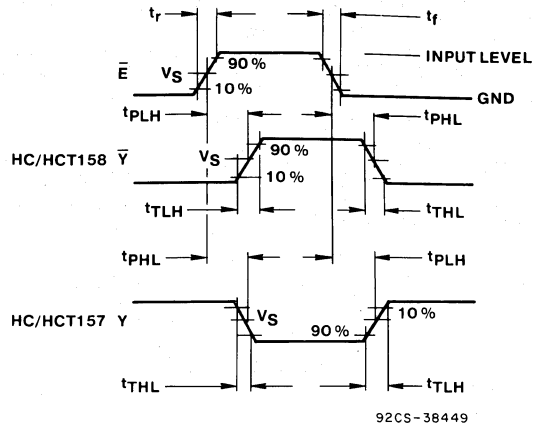 tr tf
INPUT LEVEL
E̅ VS 90% 10% GND
tPLH tPHL
HC/HCT158 Y̅ VS 90% 10%
tTLH tTHL
tPHL tPLH
HC/HCT157 Y VS 90% 10%
tTHL tTLH
92CS-38449